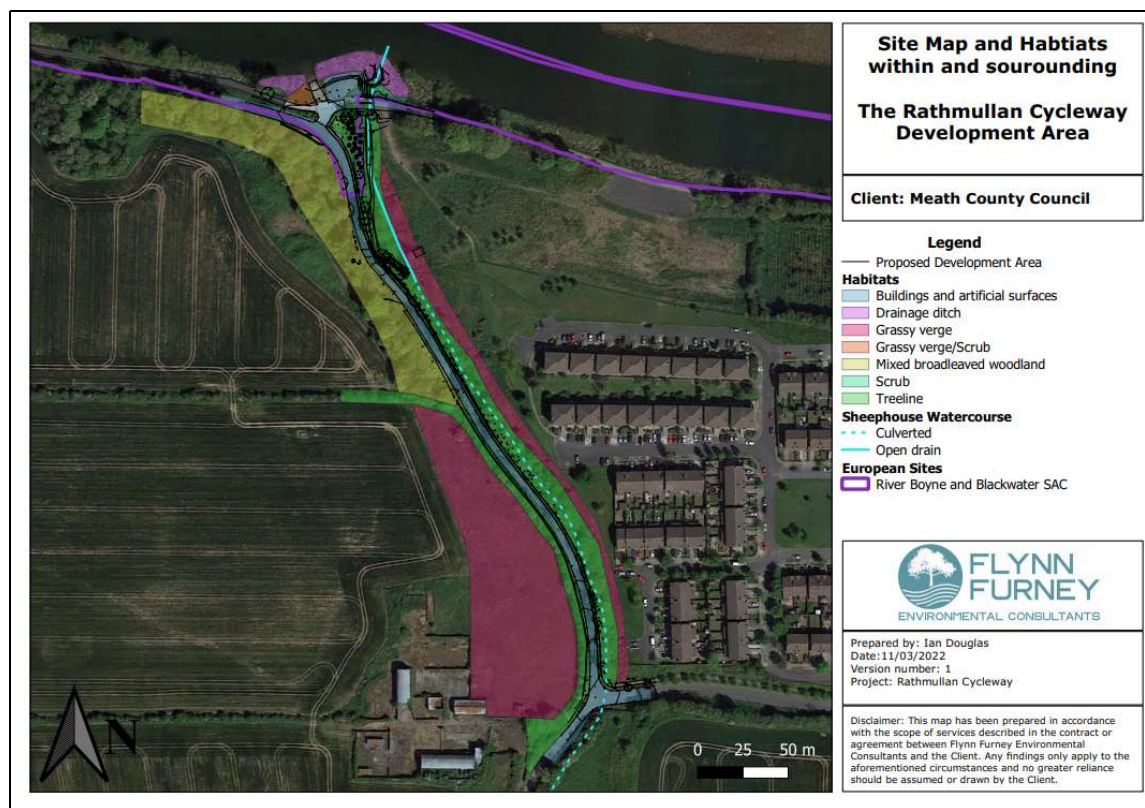 Site Map and Habtiats
within and sourounding
The Rathmullan Cycleway
Development Area
Client: Meath County Council
Legend
Proposed Development Area
Habitats
Buildings and artificial surfaces
Drainage ditch
Grassy verge
Grassy verge/Scrub
Mixed broadleaved woodland
Scrub
Treeline
Sheephouse Watercourse
Culverted
Open drain
European Sites
River Boyne and Blackwater SAC
FLYNN
FURNEY
ENVIRONMENTAL CONSULTANTS
Prepared by: Ian Douglas
Date:11/03/2022
Version number: 1
Project: Rathmullan Cycleway
Disclaimer: This map has been prepared in accordance
with the scope of services described in the contract or
agreement between Flynn Furney Environmental
Consultants and the Client. Any findings only apply to the
aforementioned circumstances and no greater reliance
should be assumed or drawn by the Client.
N
0 25 50 m